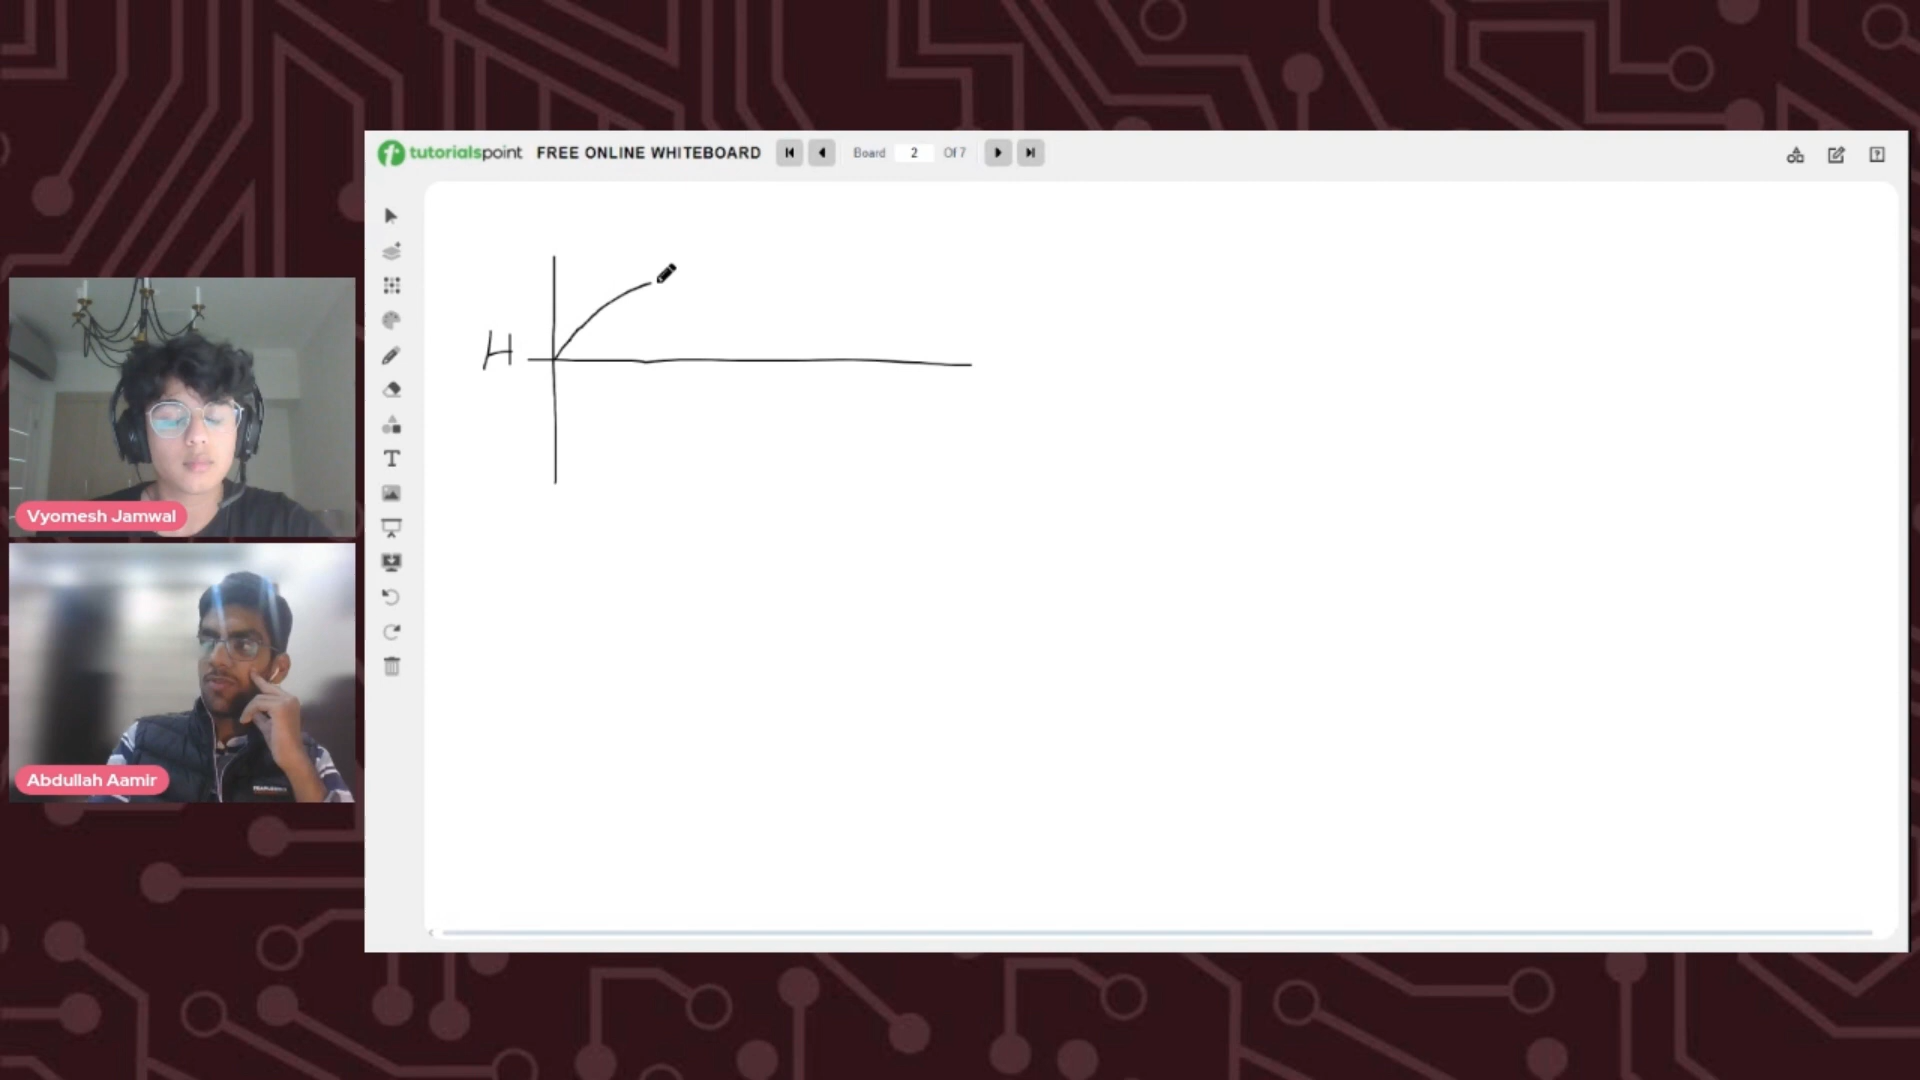 tutorialspoint FREE ONLINE WHITEBOARD Board 2 Of 7
H
T
Vyomesh Jamwal
Abdullah Aamir